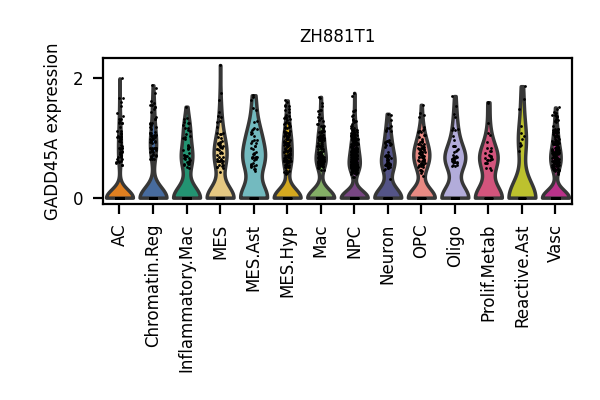 ZH881T1
GADD45A expression
2
0
AC
Chromatin.Reg
Inflammatory.Mac
MES
MES.Ast
MES.Hyp
Mac
NPC
Neuron
OPC
Oligo
Prolif.Metab
Reactive.Ast
Vasc